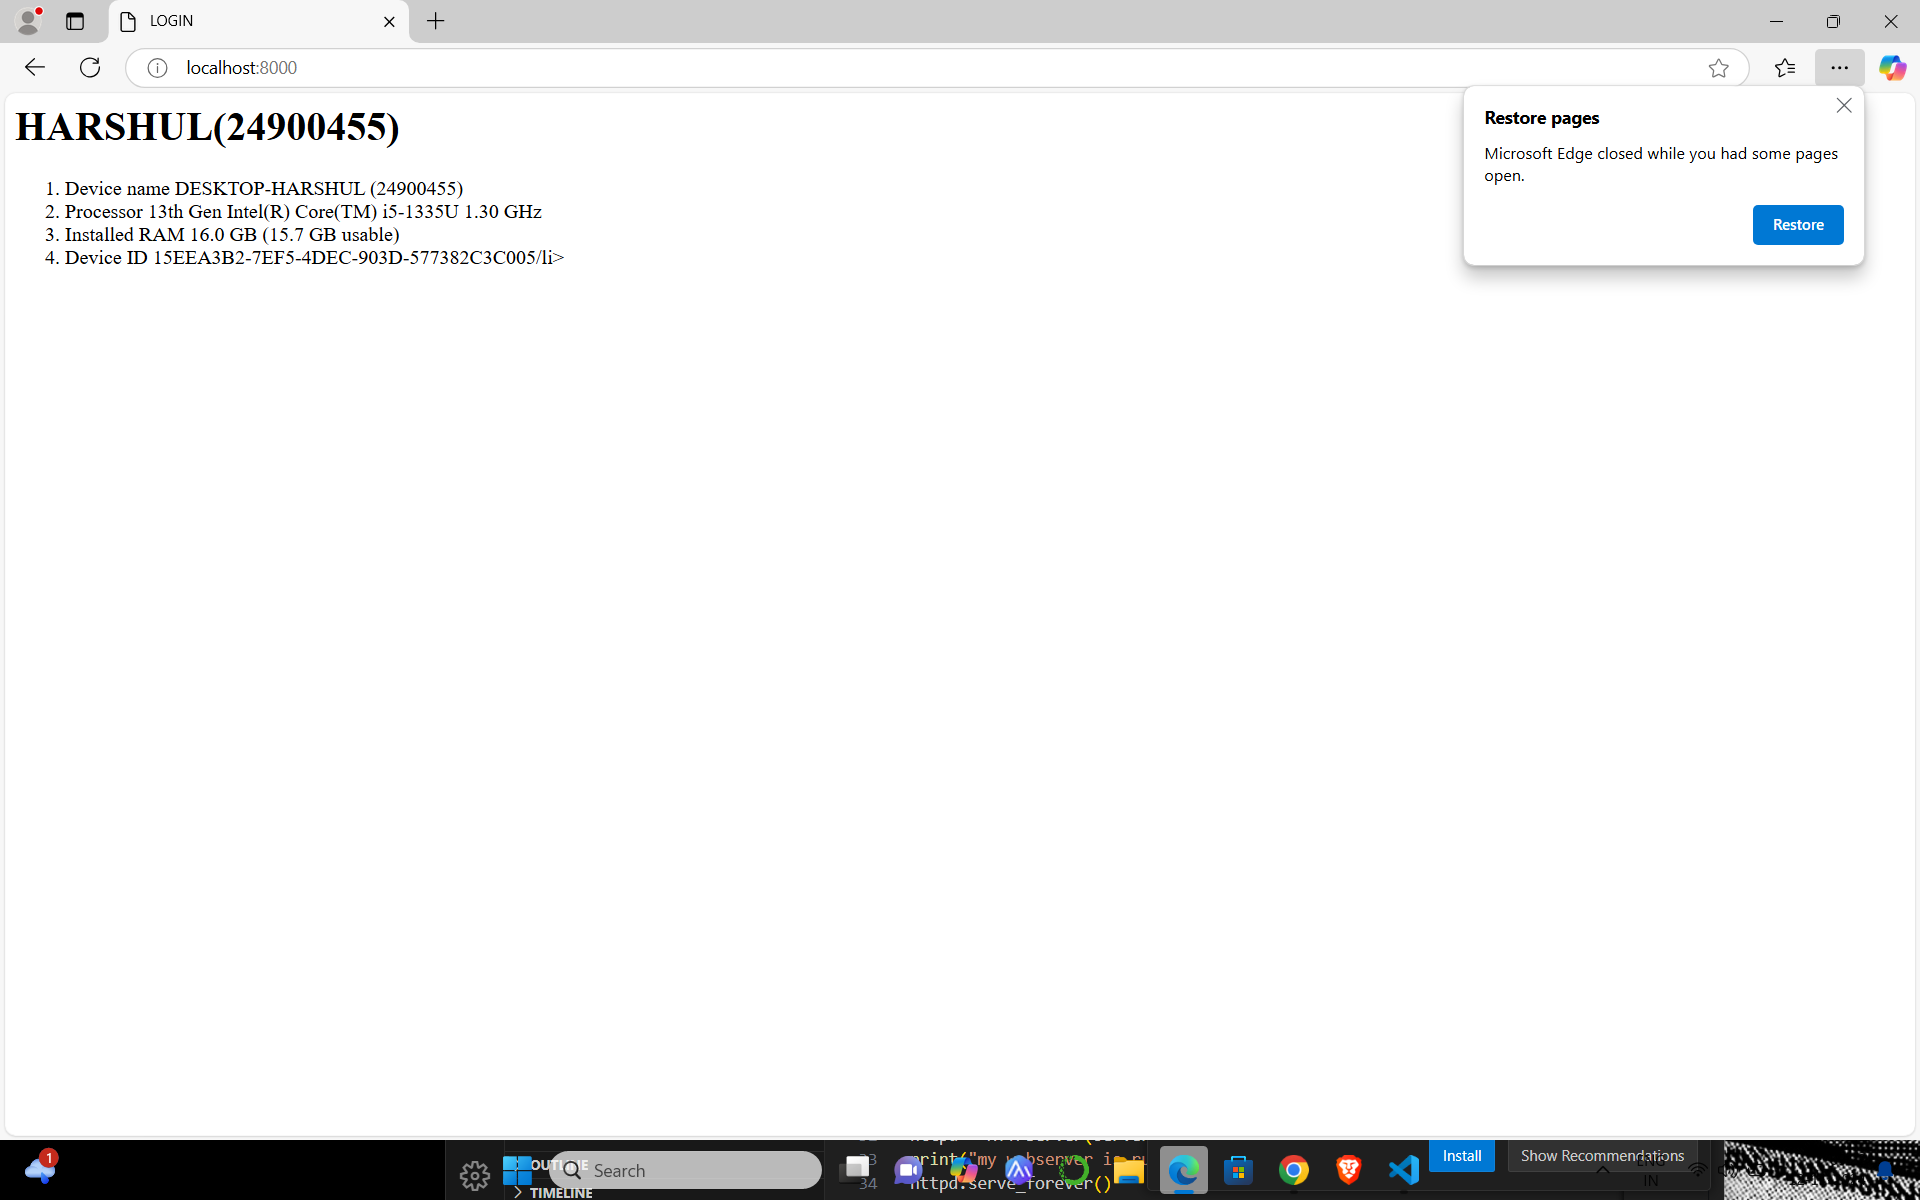 LOGIN
localhost:8000
HARSHUL(24900455)
1. Device name DESKTOP-HARSHUL (24900455)
2. Processor 13th Gen Intel(R) Core(TM) i5-1335U 1.30 GHz
3. Installed RAM 16.0 GB (15.7 GB usable)
4. Device ID 15EEA3B2-7EF5-4DEC-903D-577382C3C005/li>
Restore pages
Microsoft Edge closed while you had some pages
open.
Restore
1
OUTLINE
Search
TIMELINE
33 print("my
34 httpd.serve_forever()
Install
Show Recommendations
ENG
IN